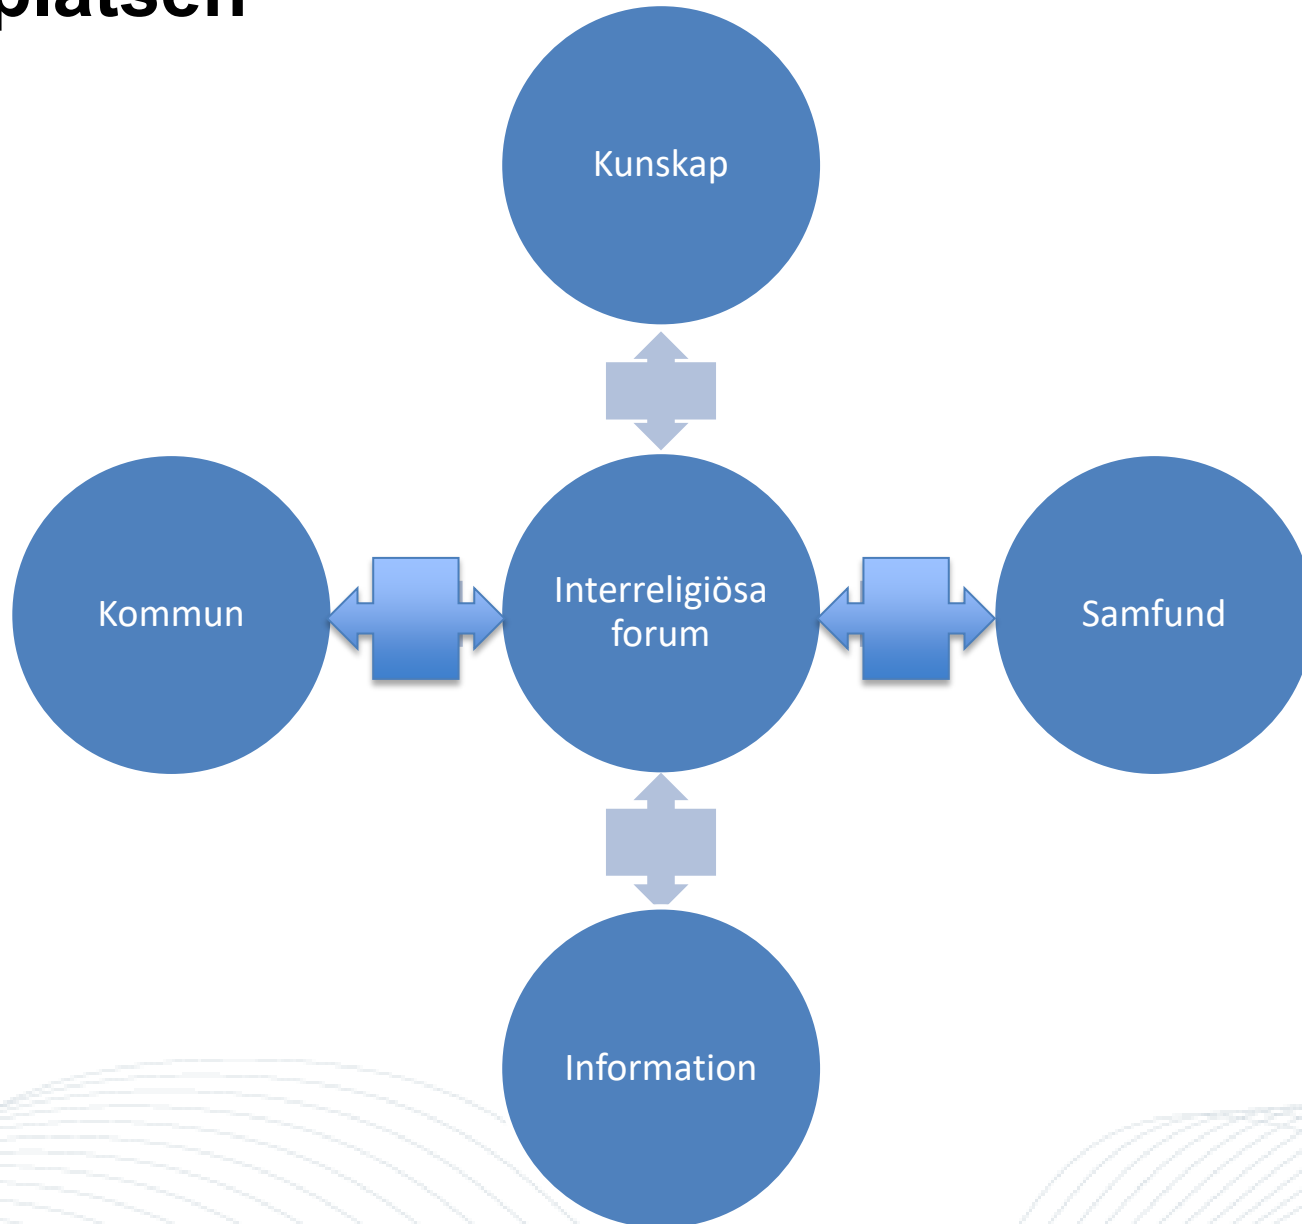 platsen
Kunskap
Kommun
Interreligiösa
forum
Samfund
Information